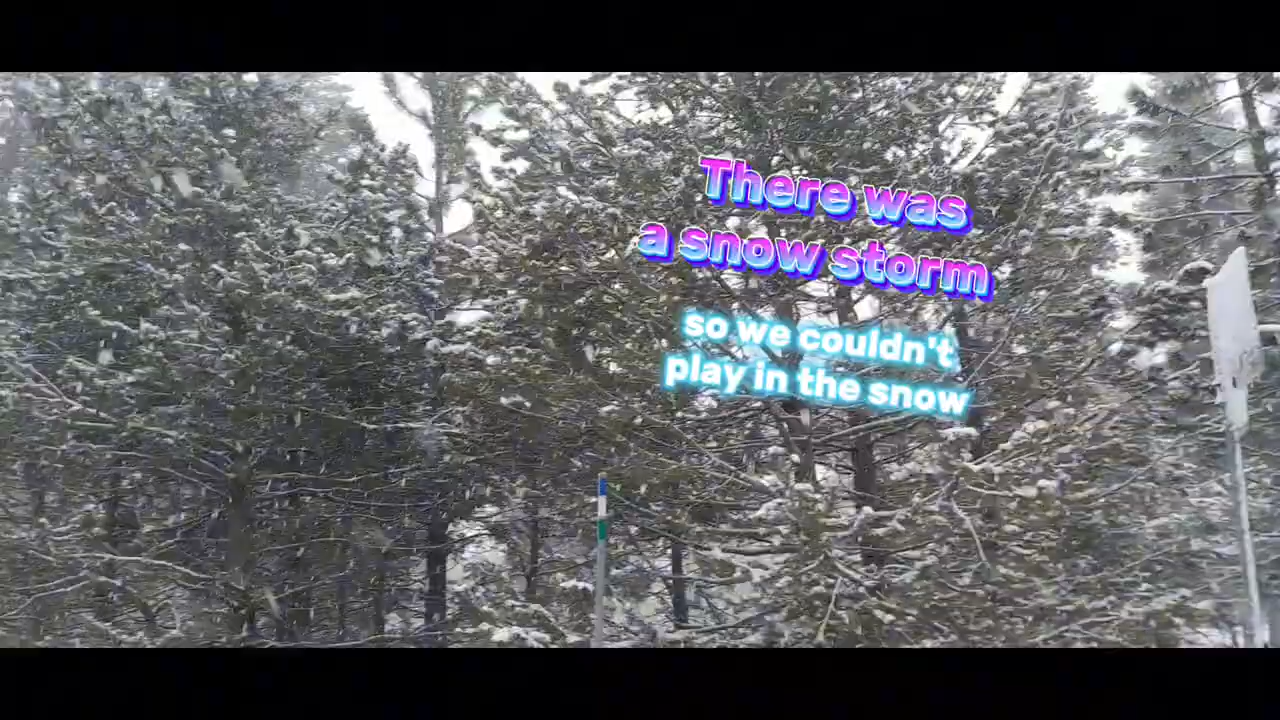 There was
a snow storm
so we couldn't
play in the snow